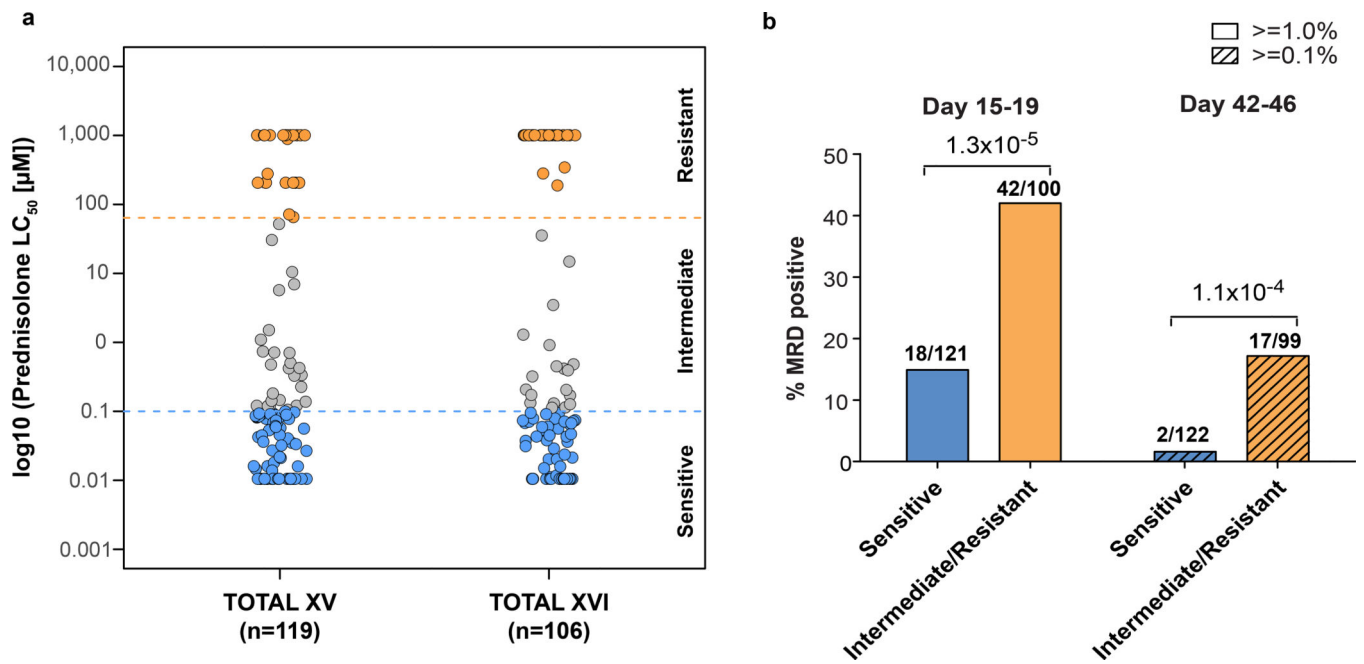 a
log10 (Prednisolone LC50 [µM])
10,000
1,000
100
10
0
0.1
0.01
0.001
Resistant
Intermediate
Sensitive
TOTAL XV
(n=119)
TOTAL XVI
(n=106)
b
>=1.0%
>=0.1%
Day 15-19
Day 42-46
1.3x10-5
1.1x10-4
% MRD positive
50
40
30
20
10
0
18/121
42/100
2/122
17/99
Sensitive
Intermediate/Resistant
Sensitive
Intermediate/Resistant